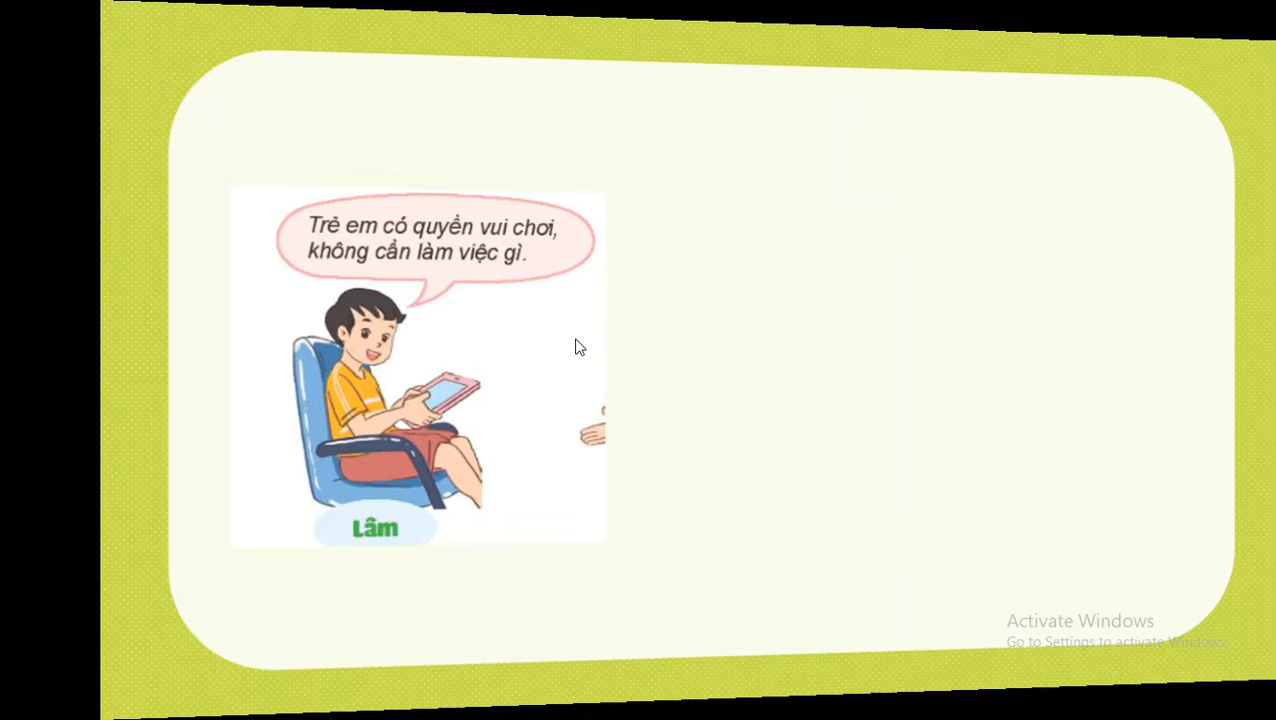 Trẻ em có quyền vui chơi,
không cần làm việc gì.
Lâm
Activate Windows
Go to Settings to activate Windows.